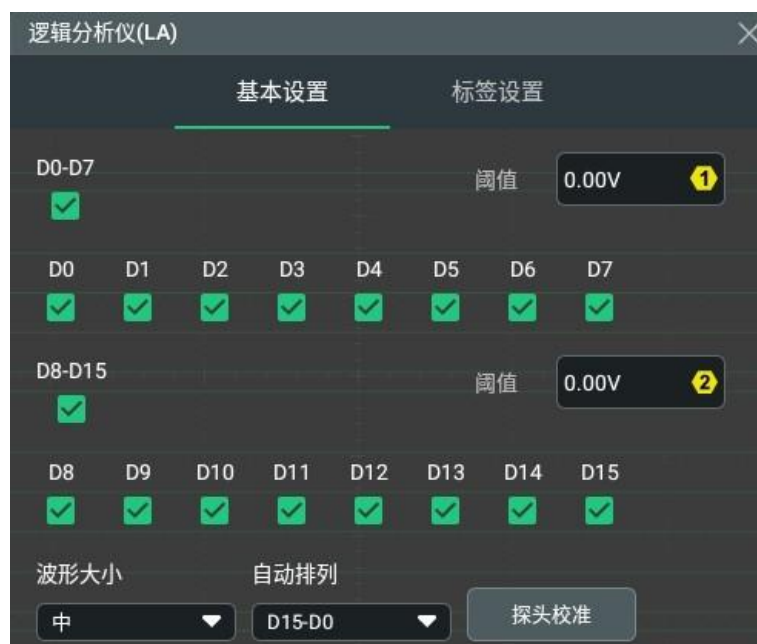 逻辑分析仪(LA)
基本设置 标签设置
D0-D7 阈值 0.00V 1
D0 D1 D2 D3 D4 D5 D6 D7
D8-D15 阈值 0.00V 2
D8 D9 D10 D11 D12 D13 D14 D15
波形大小 自动排列
中 D15-D0 探头校准